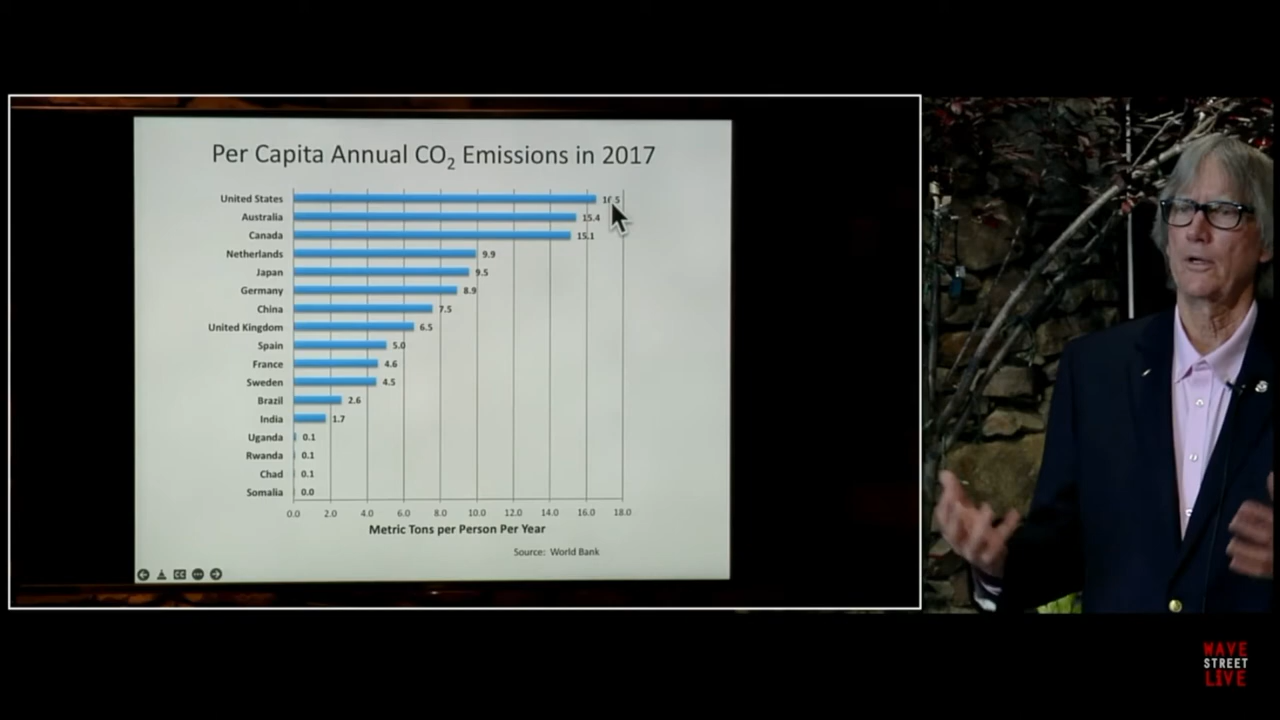 Per Capita Annual CO₂ Emissions in 2017
United States 16.5
Australia 15.4
Canada 15.1
Netherlands 9.9
Japan 9.5
Germany 8.9
China 7.5
United Kingdom 6.5
Spain 5.0
France 4.6
Sweden 4.5
Brazil 2.6
India 1.7
Uganda 0.1
Rwanda 0.1
Chad 0.1
Somalia 0.0
0.0 2.0 4.0 6.0 8.0 10.0 12.0 14.0 16.0 18.0
Metric Tons per Person Per Year
Source: World Bank
WAVE
STREET
LIVE